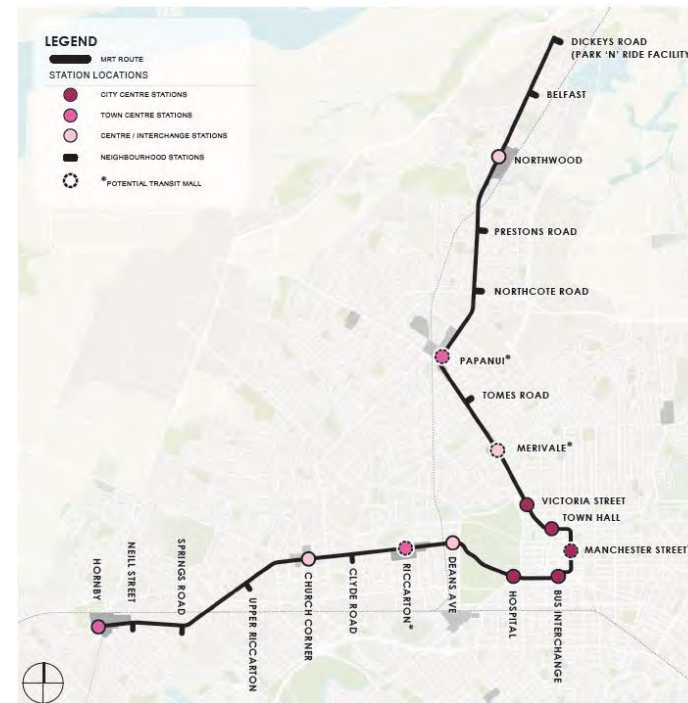 LEGEND
MRT ROUTE
STATION LOCATIONS
CITY CENTRE STATIONS
TOWN CENTRE STATIONS
CENTRE / INTERCHANGE STATIONS
NEIGHBOURHOOD STATIONS
*POTENTIAL TRANSIT MALL
DICKEYS ROAD
(PARK 'N' RIDE FACILITY
BELFAST
NORTHWOOD
PRESTONS ROAD
NORTHCOTE ROAD
PAPANUI*
TOMES ROAD
MERIVALE*
VICTORIA STREET
TOWN HALL
MANCHESTER STREET
HORNBY
NEILL STREET
SPRINGS ROAD
UPPER RICCARTON
CHURCH CORNER
CLYDE ROAD
RICCARTON*
DEANS AVE
HOSPITAL
BUS INTERCHANGE